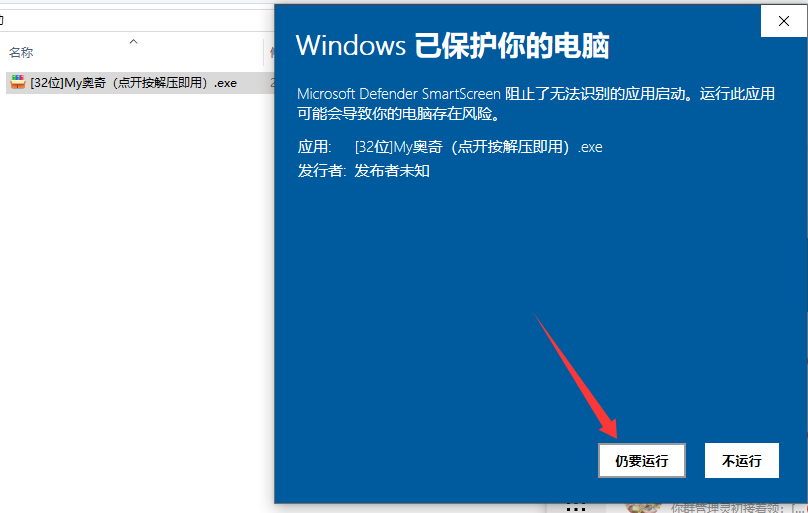 名称
[32位]My奥奇（点开按解压即用）.exe
Windows 已保护你的电脑
Microsoft Defender SmartScreen 阻止了无法识别的应用启动。运行此应用
可能会导致你的电脑存在风险。
应用: [32位]My奥奇（点开按解压即用）.exe
发行者: 发布者未知
仍要运行
不运行